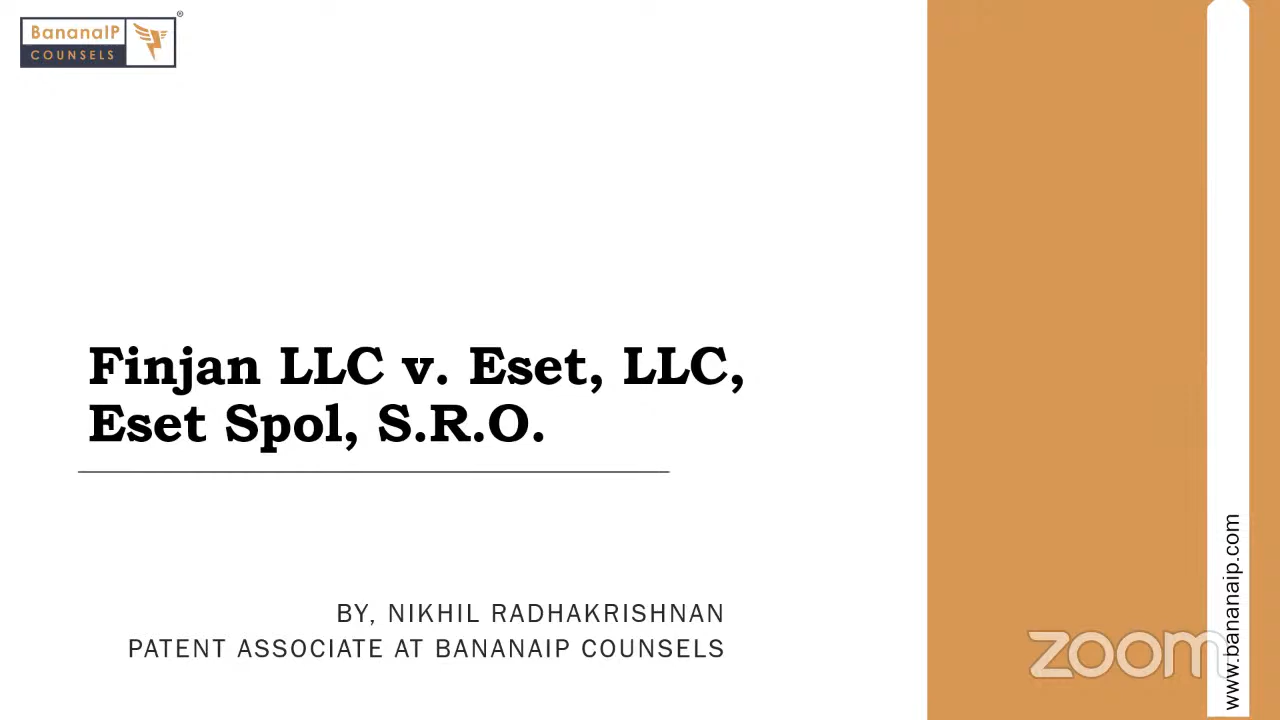 BananaIP
COUNSELS
®
Finjan LLC v. Eset, LLC,
Eset Spol, S.R.O.
BY, NIKHIL RADHAKRISHNAN
PATENT ASSOCIATE AT BANANAIP COUNSELS
zoom
www.bananaip.com